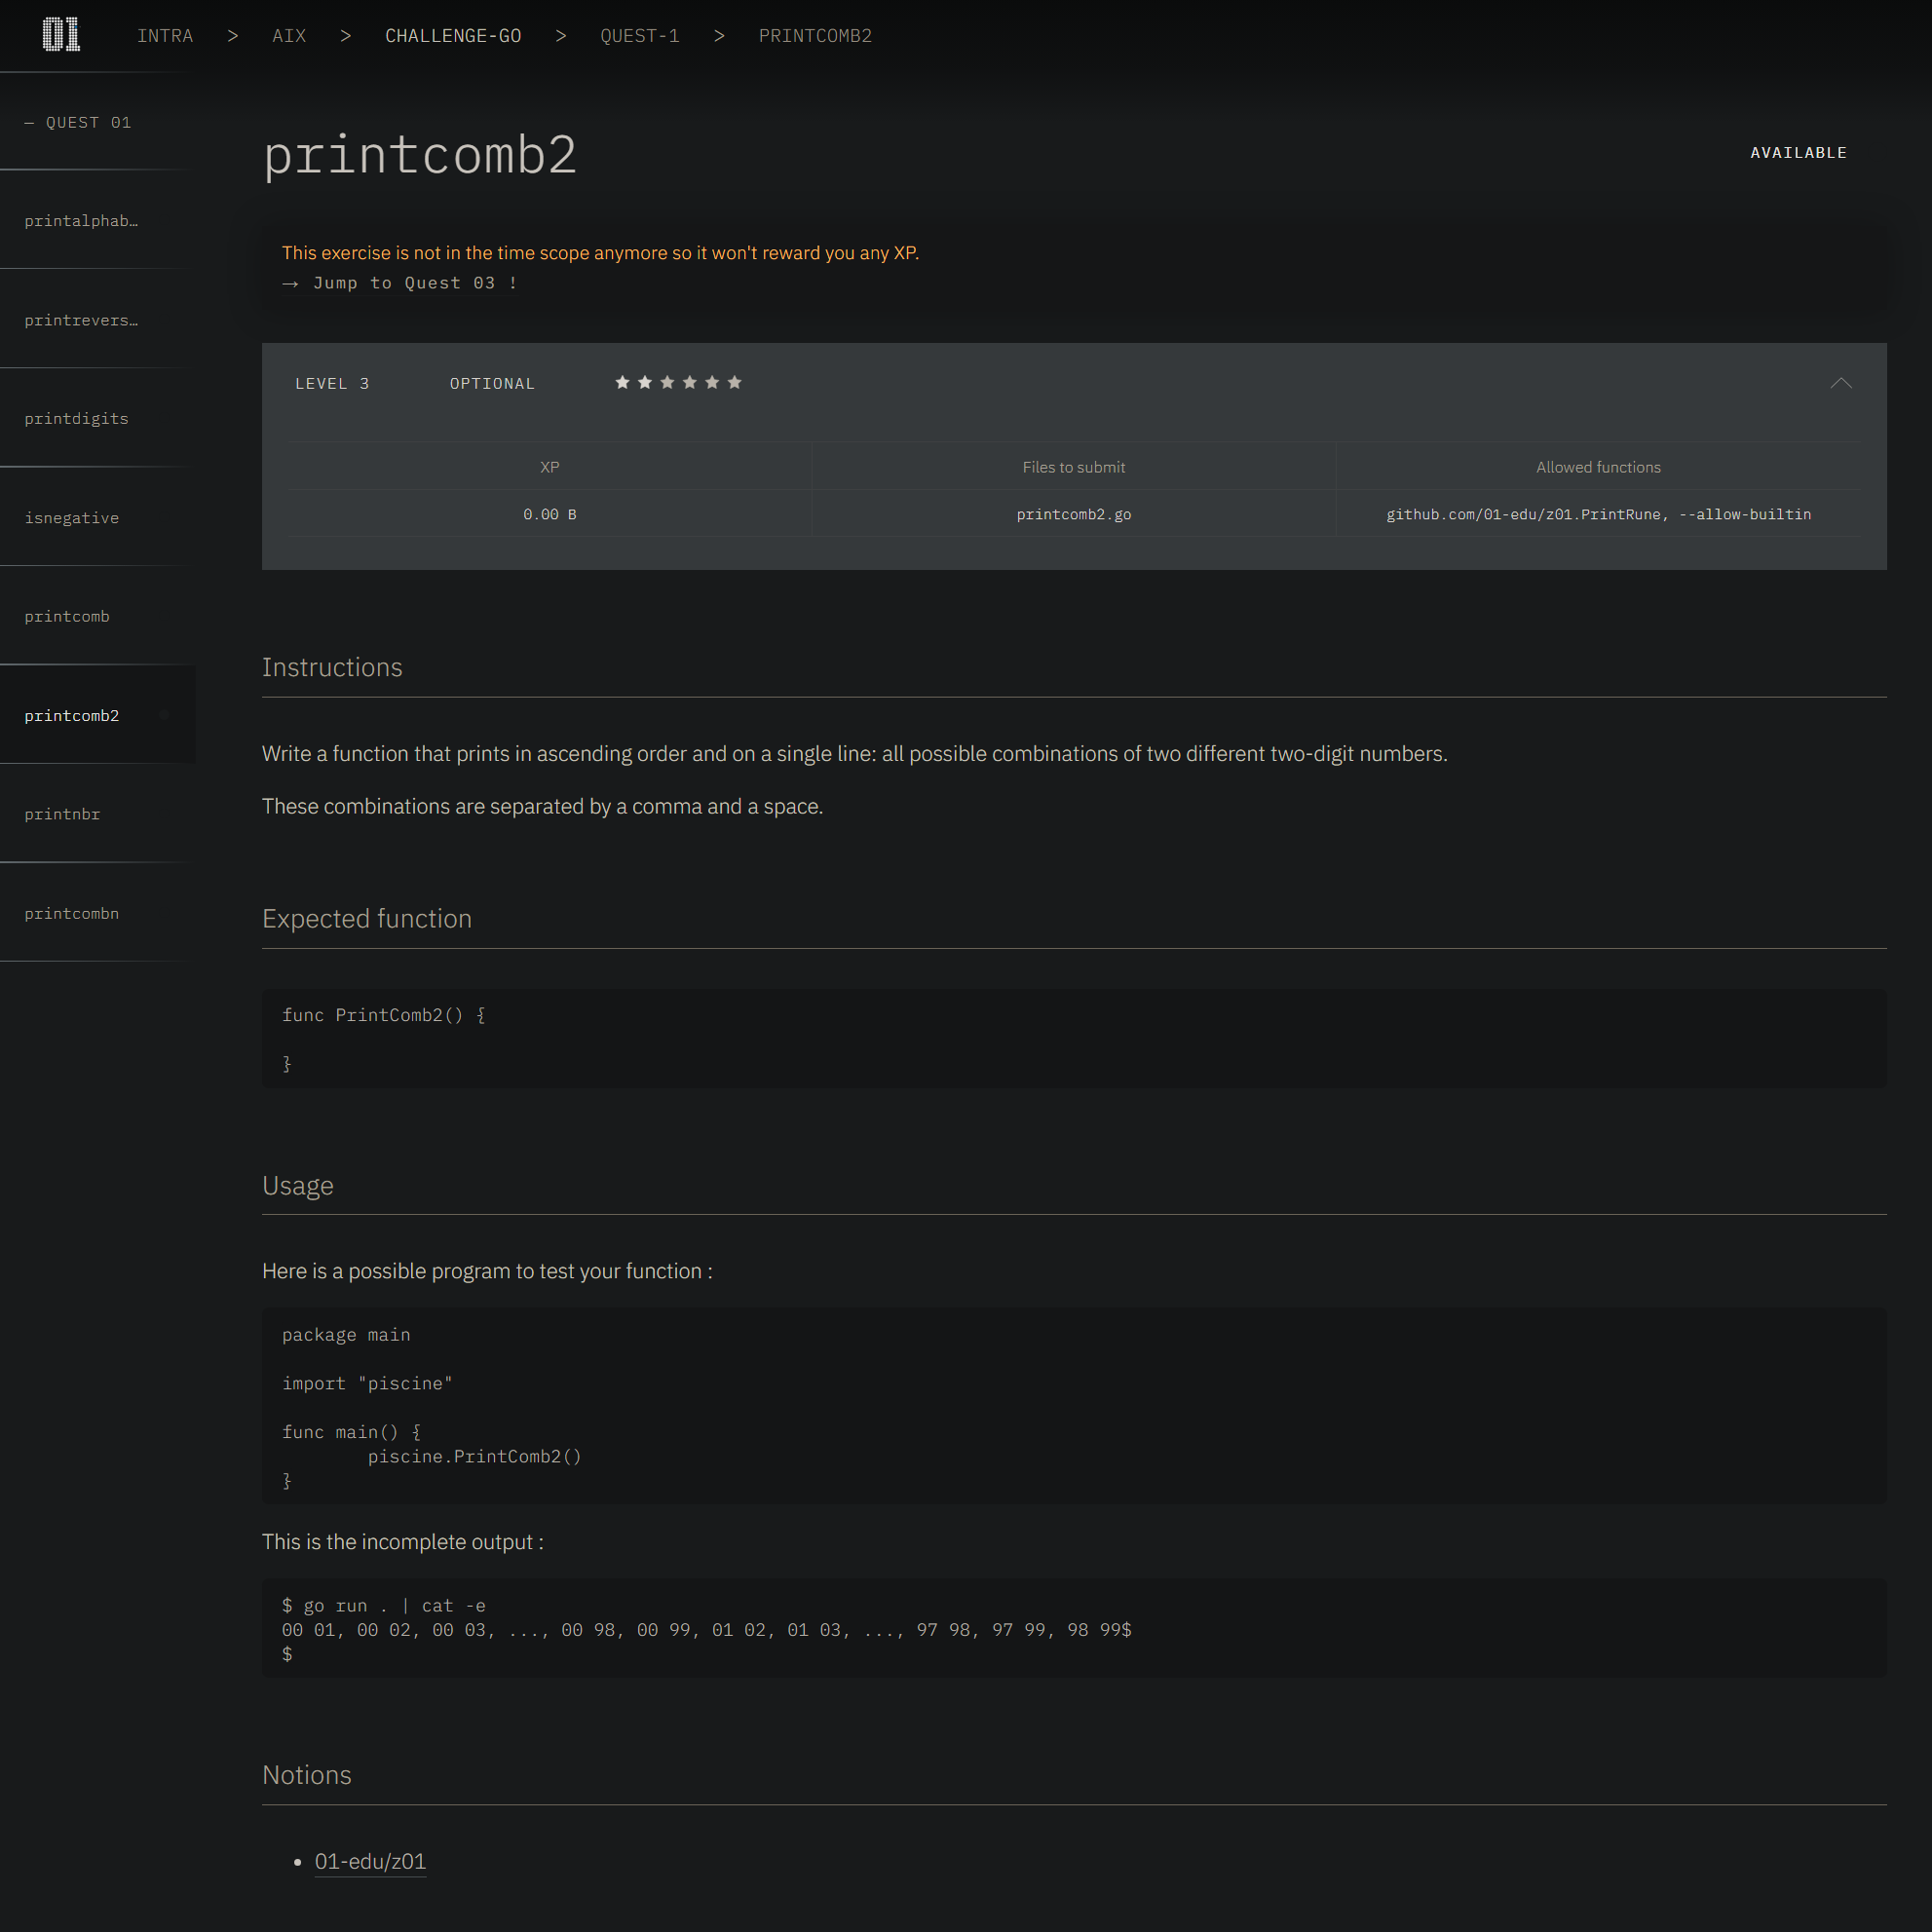 01 INTRA > AIX > CHALLENGE-GO > QUEST-1 > PRINTCOMB2
— QUEST 01
printalphab…
printrevers…
printdigits
isnegative
printcomb
printcomb2
printnbr
printcombn
printcomb2
AVAILABLE
This exercise is not in the time scope anymore so it won't reward you any XP.
→ Jump to Quest 03 !
LEVEL 3 OPTIONAL ★ ★ ★ ★ ★ ★
XP Files to submit Allowed functions
0.00 B printcomb2.go github.com/01-edu/z01.PrintRune, --allow-builtin
Instructions
Write a function that prints in ascending order and on a single line: all possible combinations of two different two-digit numbers.
These combinations are separated by a comma and a space.
Expected function
func PrintComb2() {
}
Usage
Here is a possible program to test your function :
package main
import "piscine"
func main() {
        piscine.PrintComb2()
}
This is the incomplete output :
$ go run . | cat -e
00 01, 00 02, 00 03, ..., 00 98, 00 99, 01 02, 01 03, ..., 97 98, 97 99, 98 99$
$
Notions
• 01-edu/z01